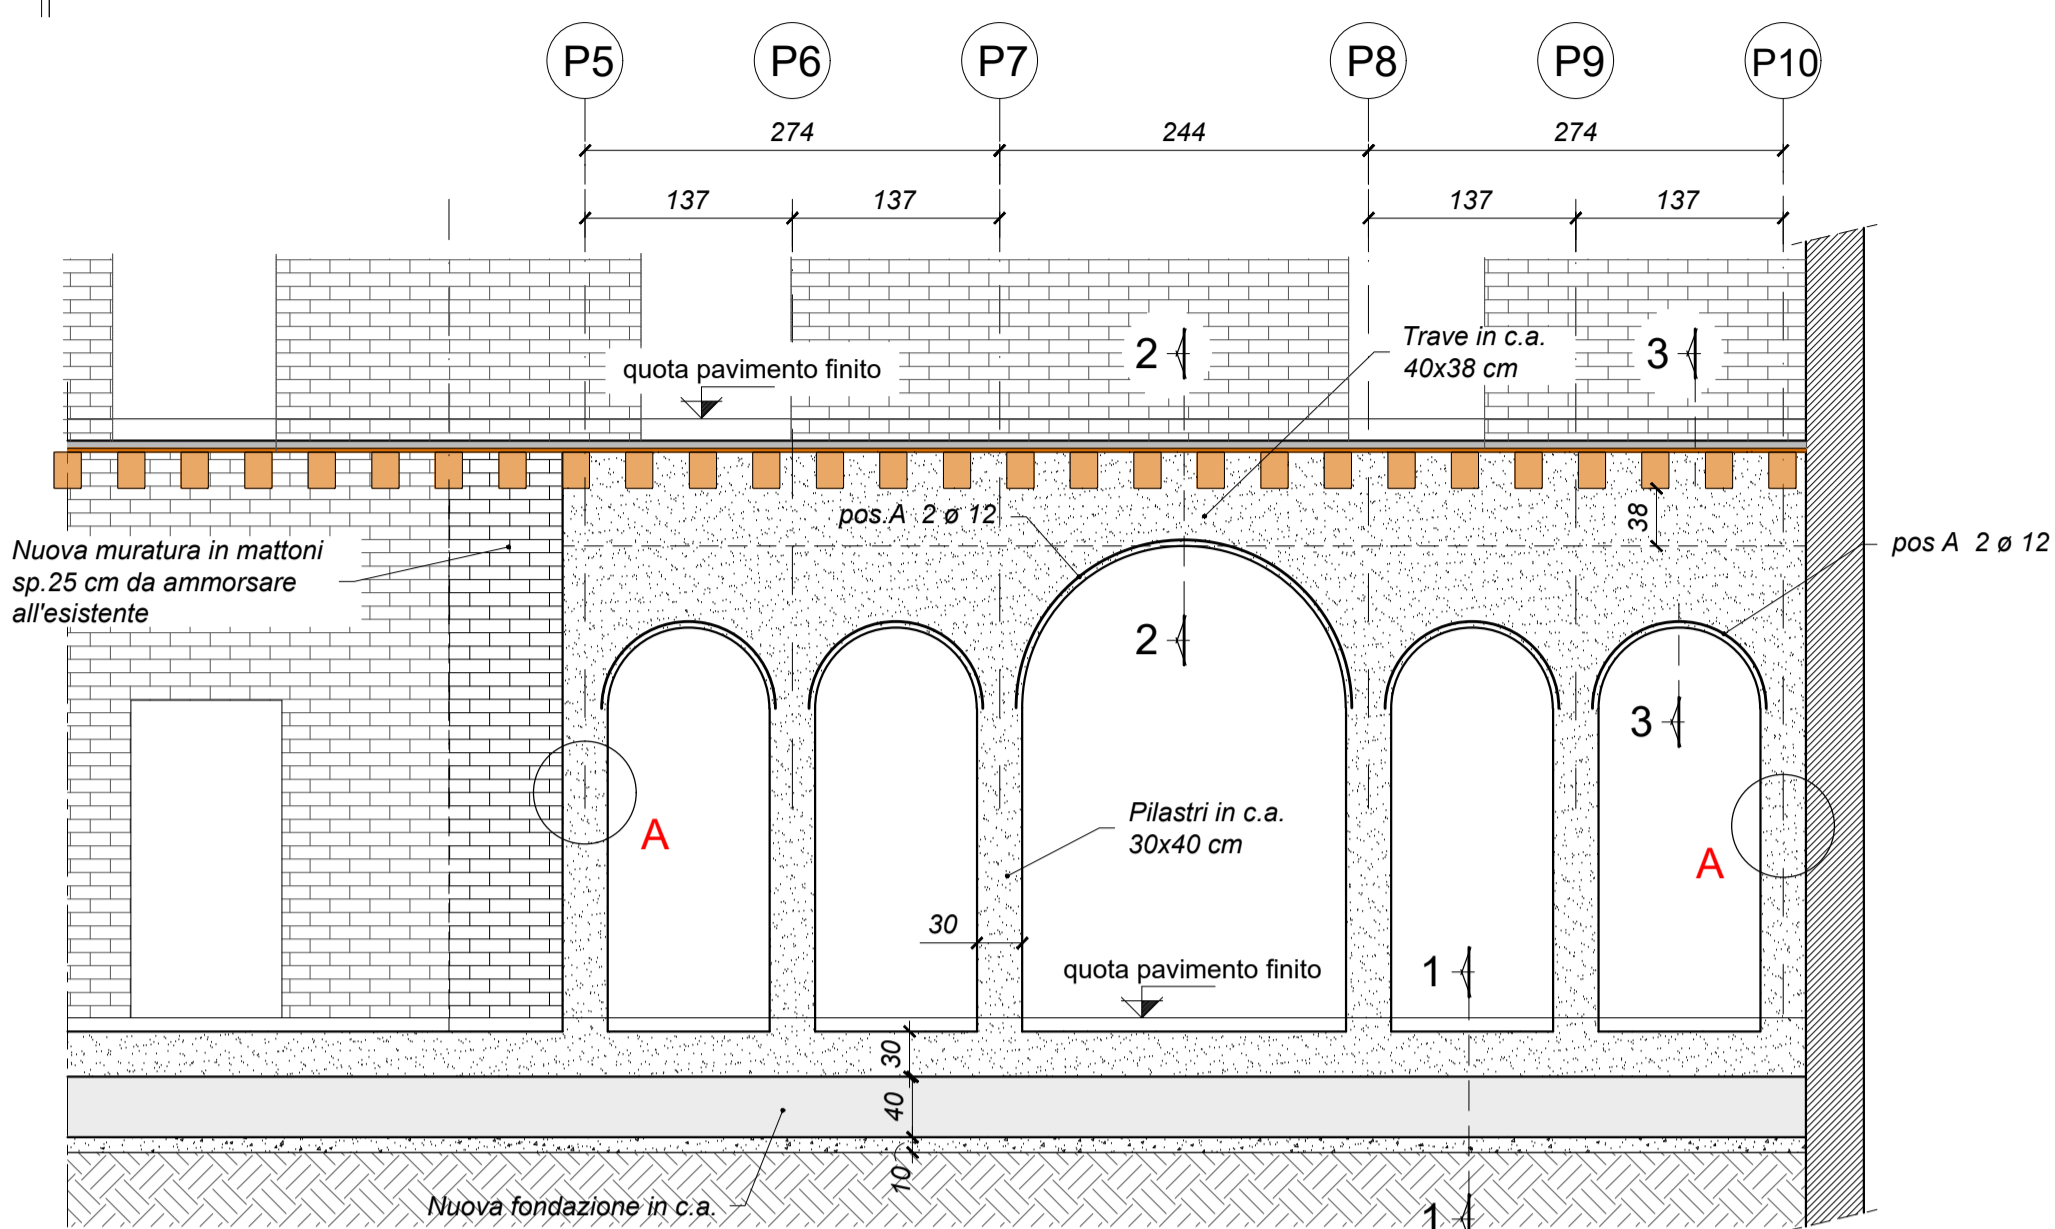 P5 P6 P7 P8 P9 P10
274 244 274
137 137 137 137
2
Trave in c.a.
40x38 cm
3
quota pavimento finito
pos.A 2 ø 12
38
pos A 2 ø 12
Nuova muratura in mattoni
sp.25 cm da ammorsare
all'esistente
2
3
A
Pilastri in c.a.
30x40 cm
A
30
quota pavimento finito
1
30
40
10
Nuova fondazione in c.a.
1